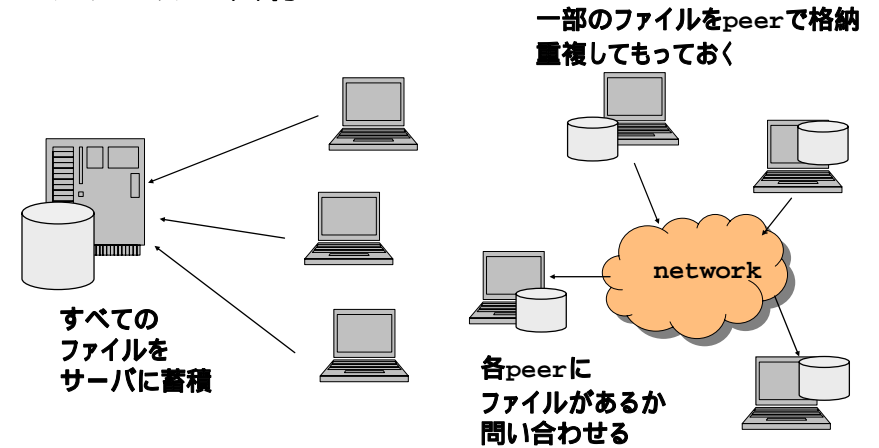 一部のファイルをpeerで格納
重複してもっておく
network
すべての
ファイルを
サーバに蓄積
各peerに
ファイルがあるか
問い合わせる